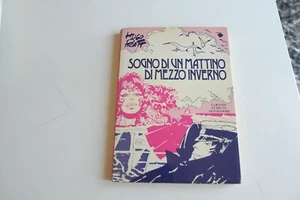 HUGO
PRATT
SOGNO DI UN MATTINO
DI MEZZO INVERNO